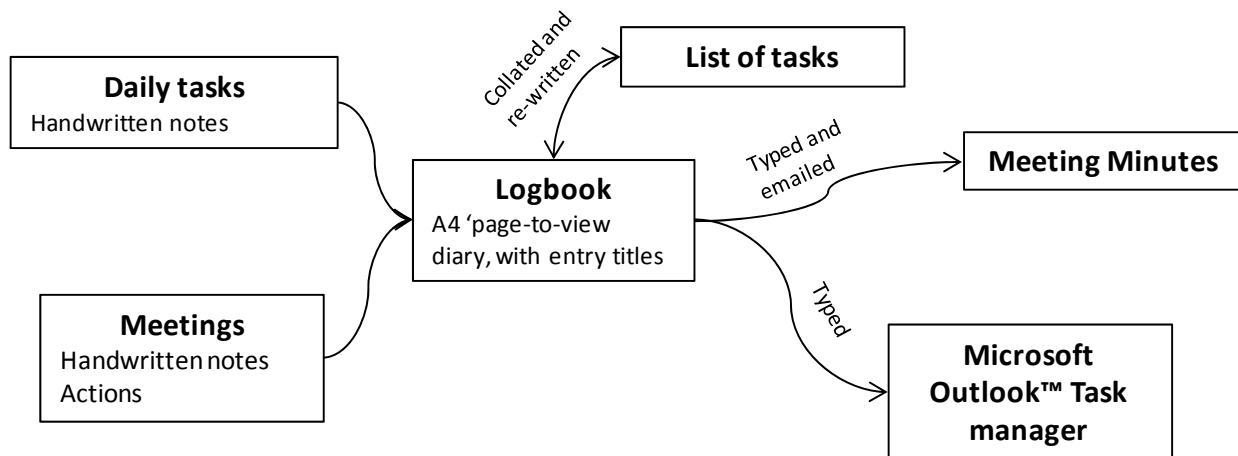 Daily tasks
Handwritten notes
Meetings
Handwritten notes
Actions
Collated and
re-written
List of tasks
Logbook
A4 ‘page-to-view
diary, with entry titles
Typed and
emailed
Meeting Minutes
Typed
Microsoft
Outlook™ Task
manager